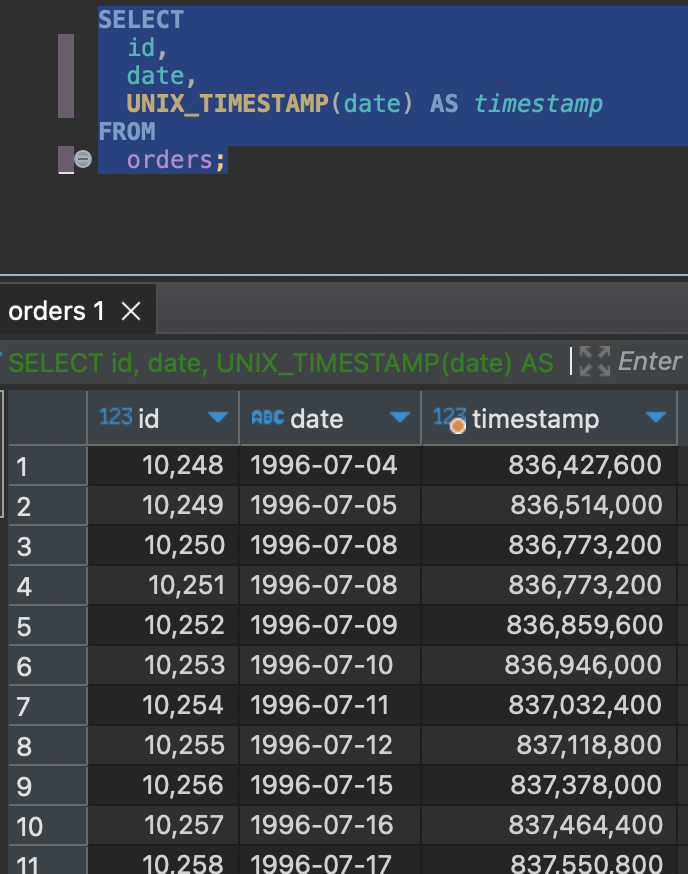 SELECT
id,
date,
UNIX_TIMESTAMP(date) AS timestamp
FROM
orders;
orders 1
SELECT id, date, UNIX_TIMESTAMP(date) AS Enter
123 id ABC date 123 timestamp
1 10,248 1996-07-04 836,427,600
2 10,249 1996-07-05 836,514,000
3 10,250 1996-07-08 836,773,200
4 10,251 1996-07-08 836,773,200
5 10,252 1996-07-09 836,859,600
6 10,253 1996-07-10 836,946,000
7 10,254 1996-07-11 837,032,400
8 10,255 1996-07-12 837,118,800
9 10,256 1996-07-15 837,378,000
10 10,257 1996-07-16 837,464,400
11 10,258 1996-07-17 837,550,800